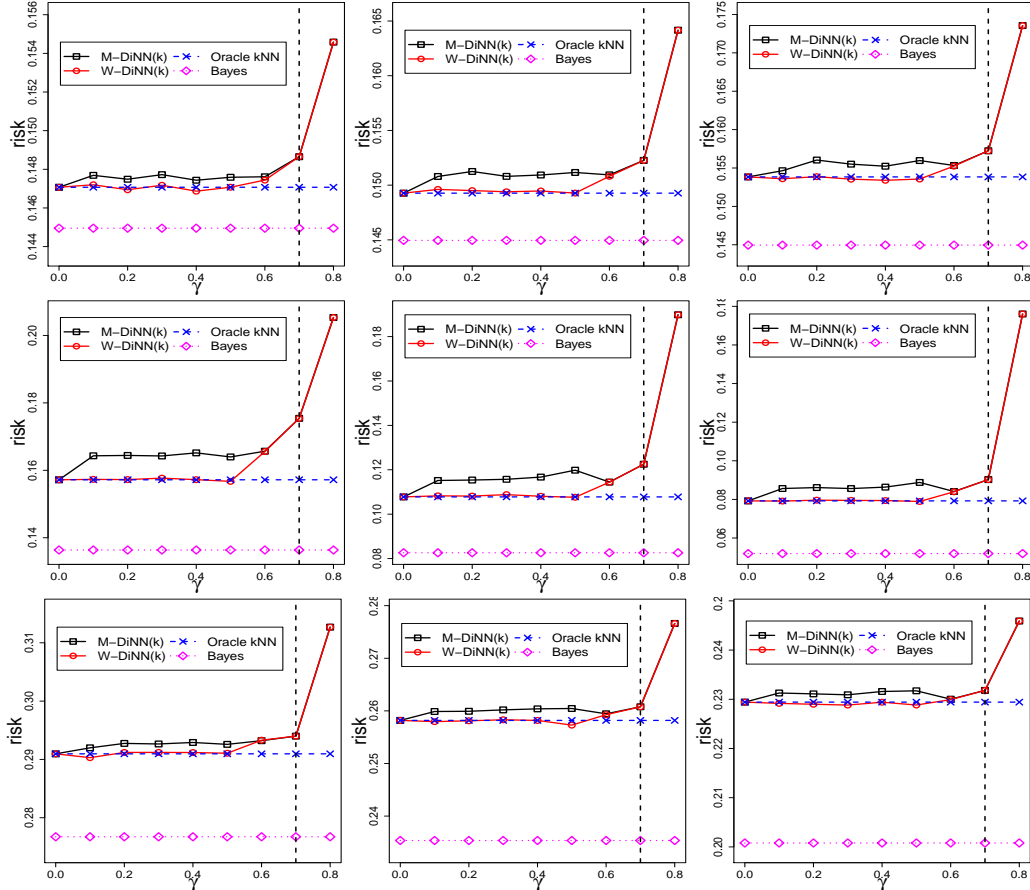 risk
0.156
0.154
0.152
0.150
0.148
0.146
0.144
M−DiNN(k)
W−DiNN(k)
Oracle kNN
Bayes
0.0 0.2 0.4 0.6 0.8
γ
risk
0.165
0.160
0.155
0.150
0.145
M−DiNN(k)
W−DiNN(k)
Oracle kNN
Bayes
0.0 0.2 0.4 0.6 0.8
γ
risk
0.175
0.170
0.165
0.160
0.155
0.150
0.145
M−DiNN(k)
W−DiNN(k)
Oracle kNN
Bayes
0.0 0.2 0.4 0.6 0.8
γ
risk
0.20
0.18
0.16
0.14
M−DiNN(k)
W−DiNN(k)
Oracle kNN
Bayes
0.0 0.2 0.4 0.6 0.8
γ
risk
0.18
0.16
0.14
0.12
0.10
0.08
M−DiNN(k)
W−DiNN(k)
Oracle kNN
Bayes
0.0 0.2 0.4 0.6 0.8
γ
risk
0.16
0.14
0.12
0.10
0.08
0.06
M−DiNN(k)
W−DiNN(k)
Oracle kNN
Bayes
0.0 0.2 0.4 0.6 0.8
γ
risk
0.31
0.30
0.29
0.28
M−DiNN(k)
W−DiNN(k)
Oracle kNN
Bayes
0.0 0.2 0.4 0.6 0.8
γ
risk
0.28
0.27
0.26
0.25
0.24
M−DiNN(k)
W−DiNN(k)
Oracle kNN
Bayes
0.0 0.2 0.4 0.6 0.8
γ
risk
0.24
0.23
0.22
0.21
0.20
M−DiNN(k)
W−DiNN(k)
Oracle kNN
Bayes
0.0 0.2 0.4 0.6 0.8
γ